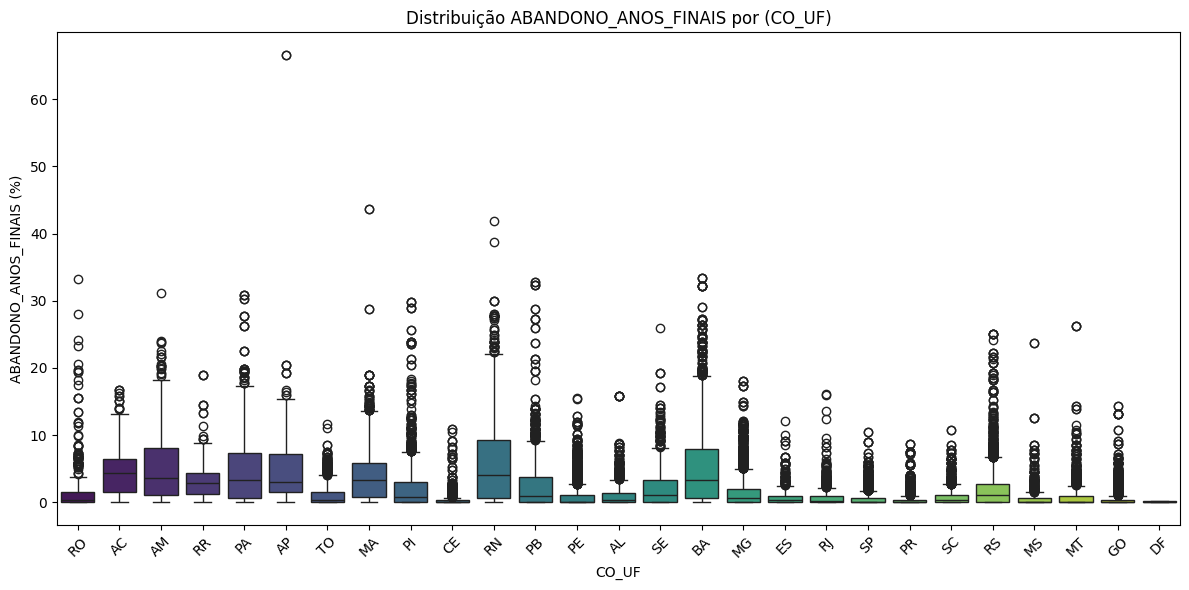 Distribuição ABANDONO_ANOS_FINAIS por (CO_UF)
ABANDONO_ANOS_FINAIS (%)
60
50
40
30
20
10
0
RO AC AM RR PA AP TO MA PI CE RN PB PE AL SE BA MG ES RJ SP PR SC RS MS MT GO DF
CO_UF